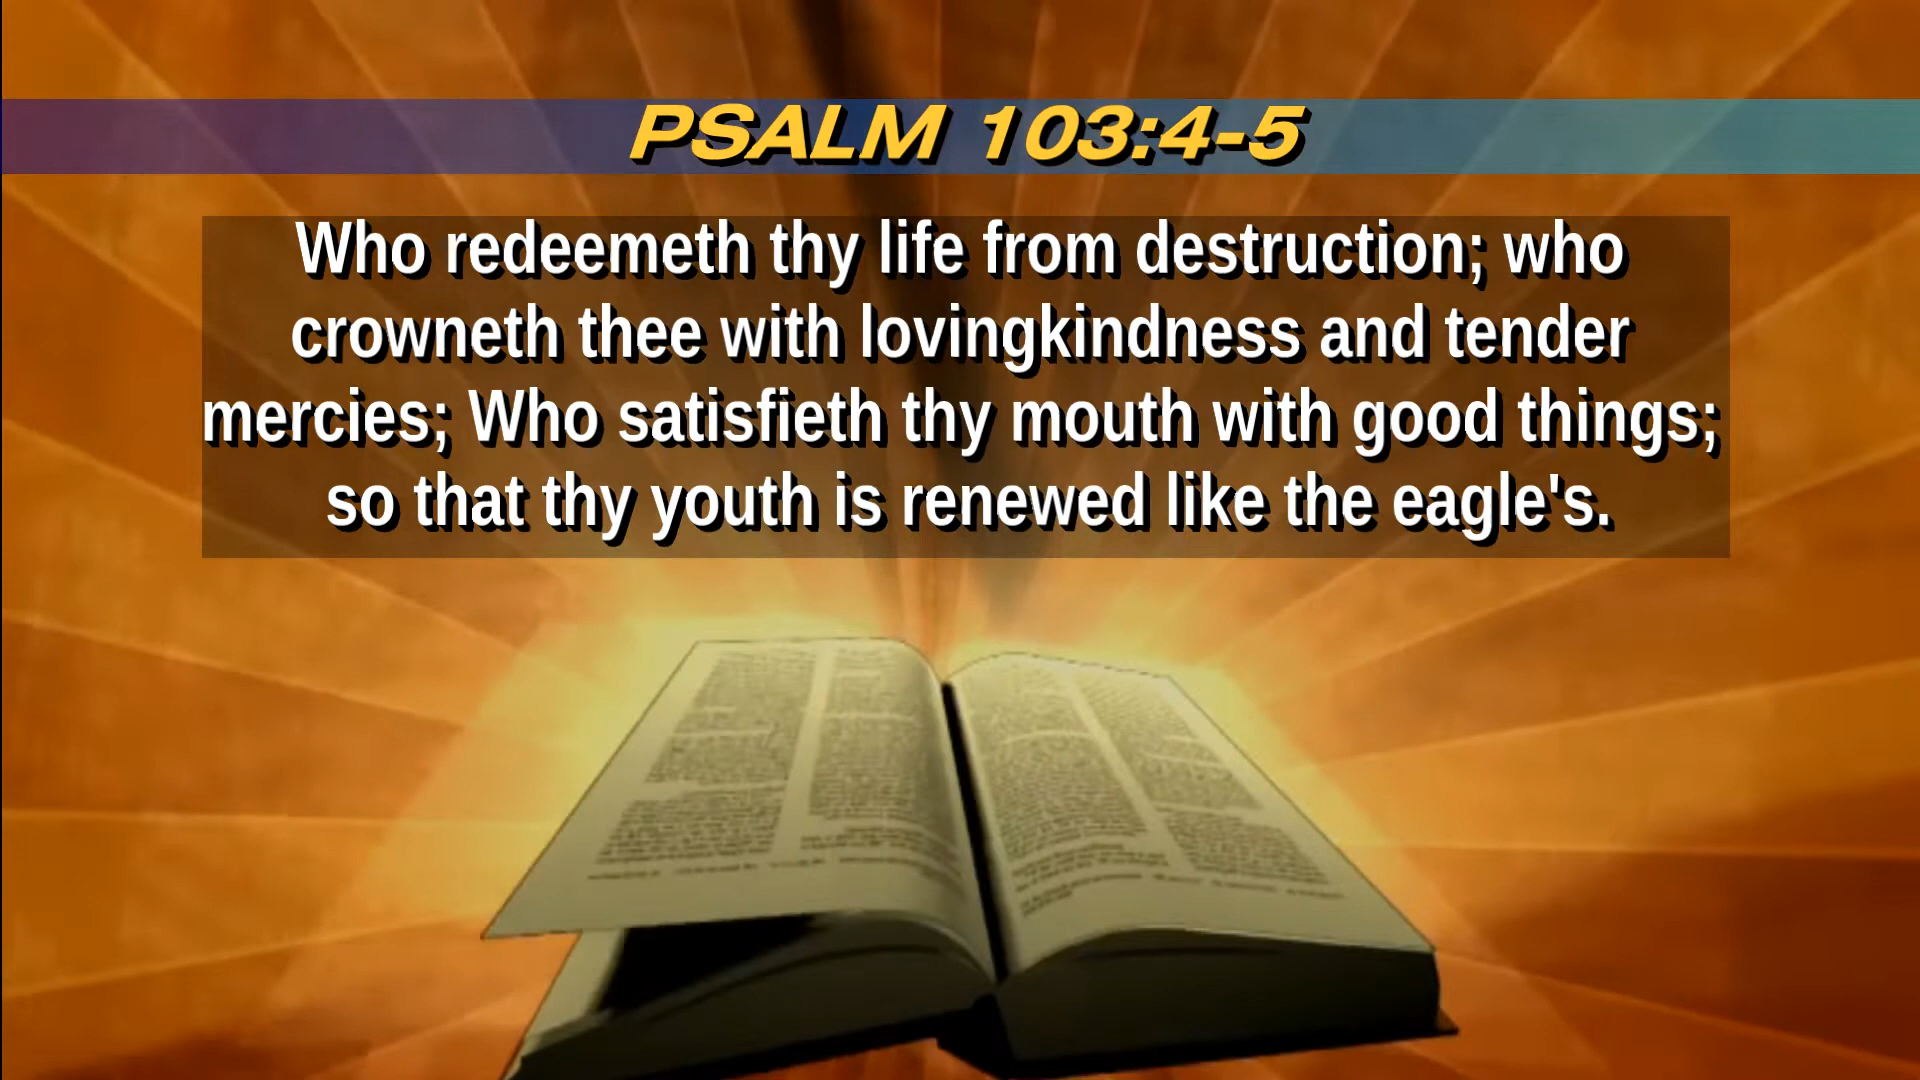 PSALM 103:4-5
Who redeemeth thy life from destruction; who
crowneth thee with lovingkindness and tender
mercies; Who satisfieth thy mouth with good things;
so that thy youth is renewed like the eagle's.